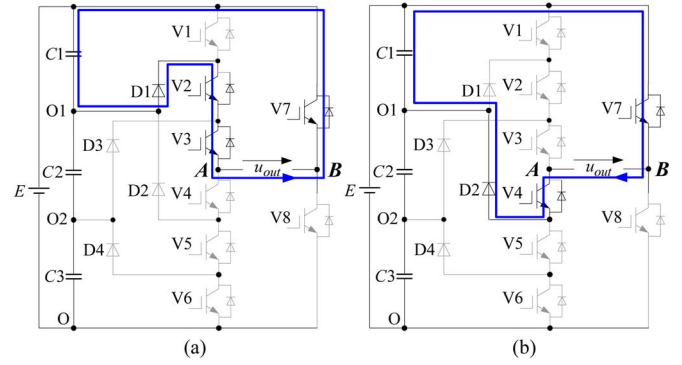 C1
V1
V2
D1
O1
V7
D3
V3
A
B
u_out
C2
E
D2
V4
O2
V8
D4
V5
C3
V6
O
(a)
C1
V1
V2
D1
O1
V7
D3
V3
A
B
u_out
C2
E
D2
V4
O2
V8
D4
V5
C3
V6
O
(b)